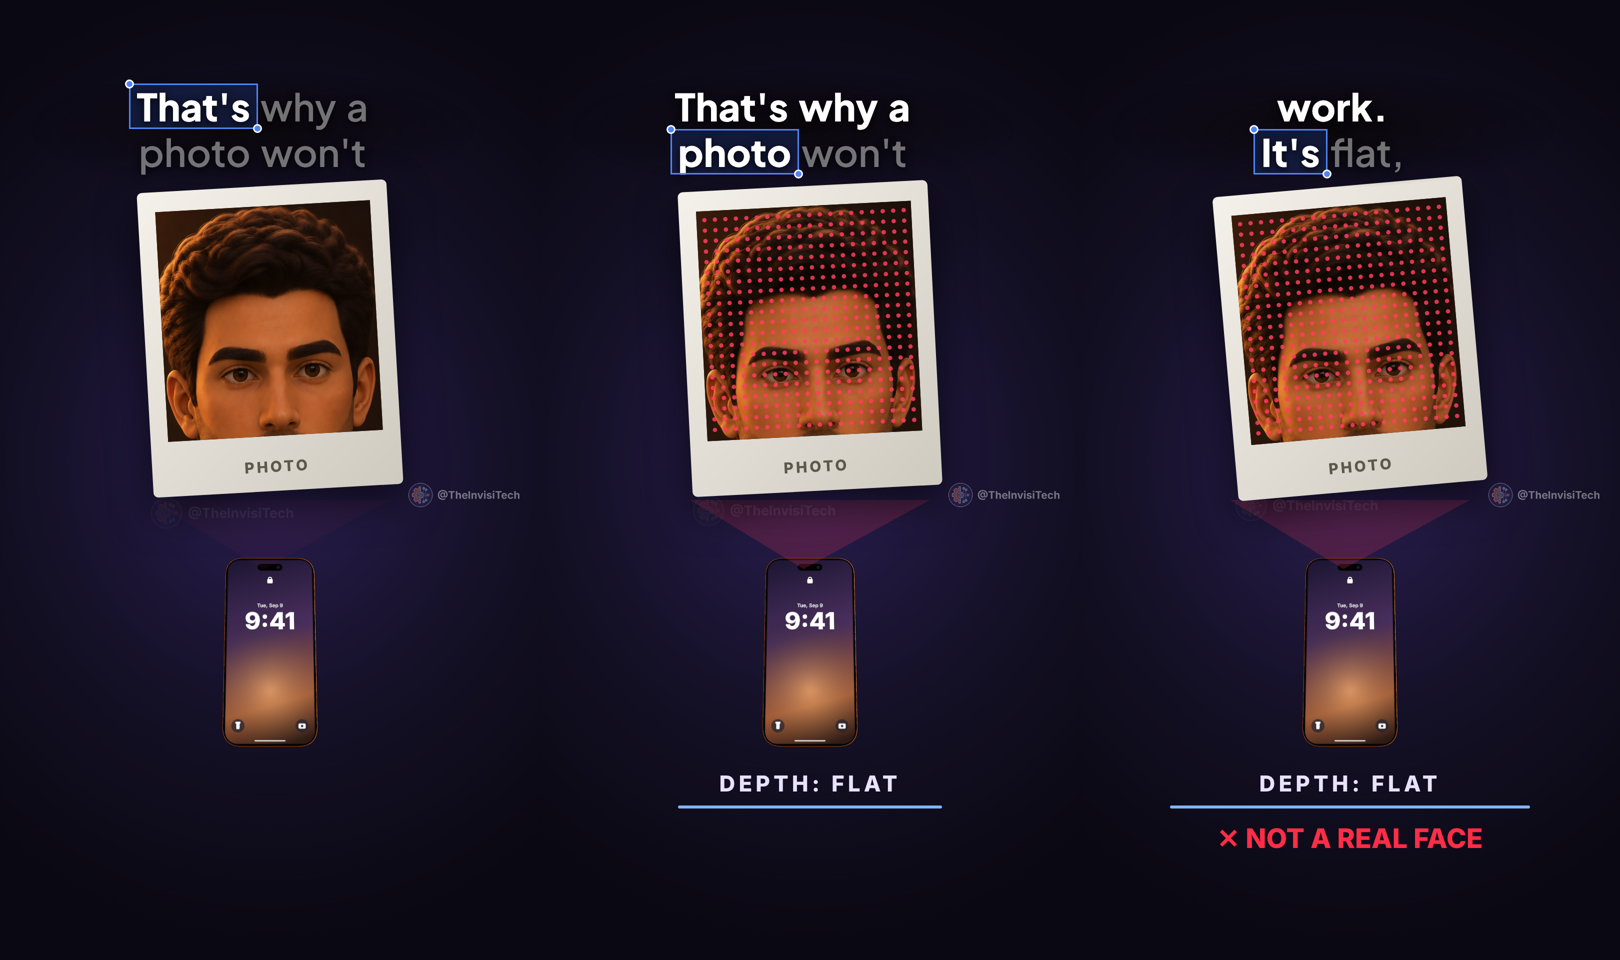 That's why a
photo won't
PHOTO
@TheInvisiTech
@TheInvisiTech
Tue, Sep 9
9:41
That's why a
photo won't
PHOTO
@TheInvisiTech
@TheInvisiTech
Tue, Sep 9
9:41
DEPTH: FLAT
work.
It's flat,
PHOTO
@TheInvisiTech
@TheInvisiTech
Tue, Sep 9
9:41
DEPTH: FLAT
✕ NOT A REAL FACE